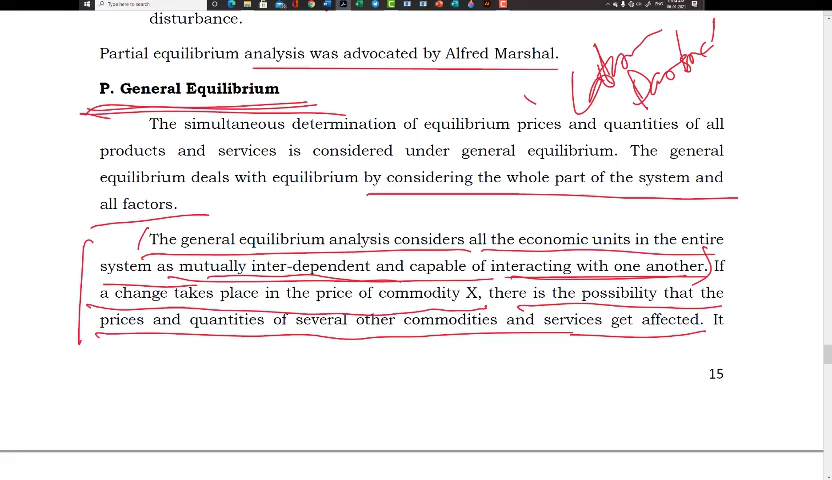 disturbance.
Partial equilibrium analysis was advocated by Alfred Marshal.
P. General Equilibrium
The simultaneous determination of equilibrium prices and quantities of all
products and services is considered under general equilibrium. The general
equilibrium deals with equilibrium by considering the whole part of the system and
all factors.
The general equilibrium analysis considers all the economic units in the entire
system as mutually inter-dependent and capable of interacting with one another. If
a change takes place in the price of commodity X, there is the possibility that the
prices and quantities of several other commodities and services get affected. It
15